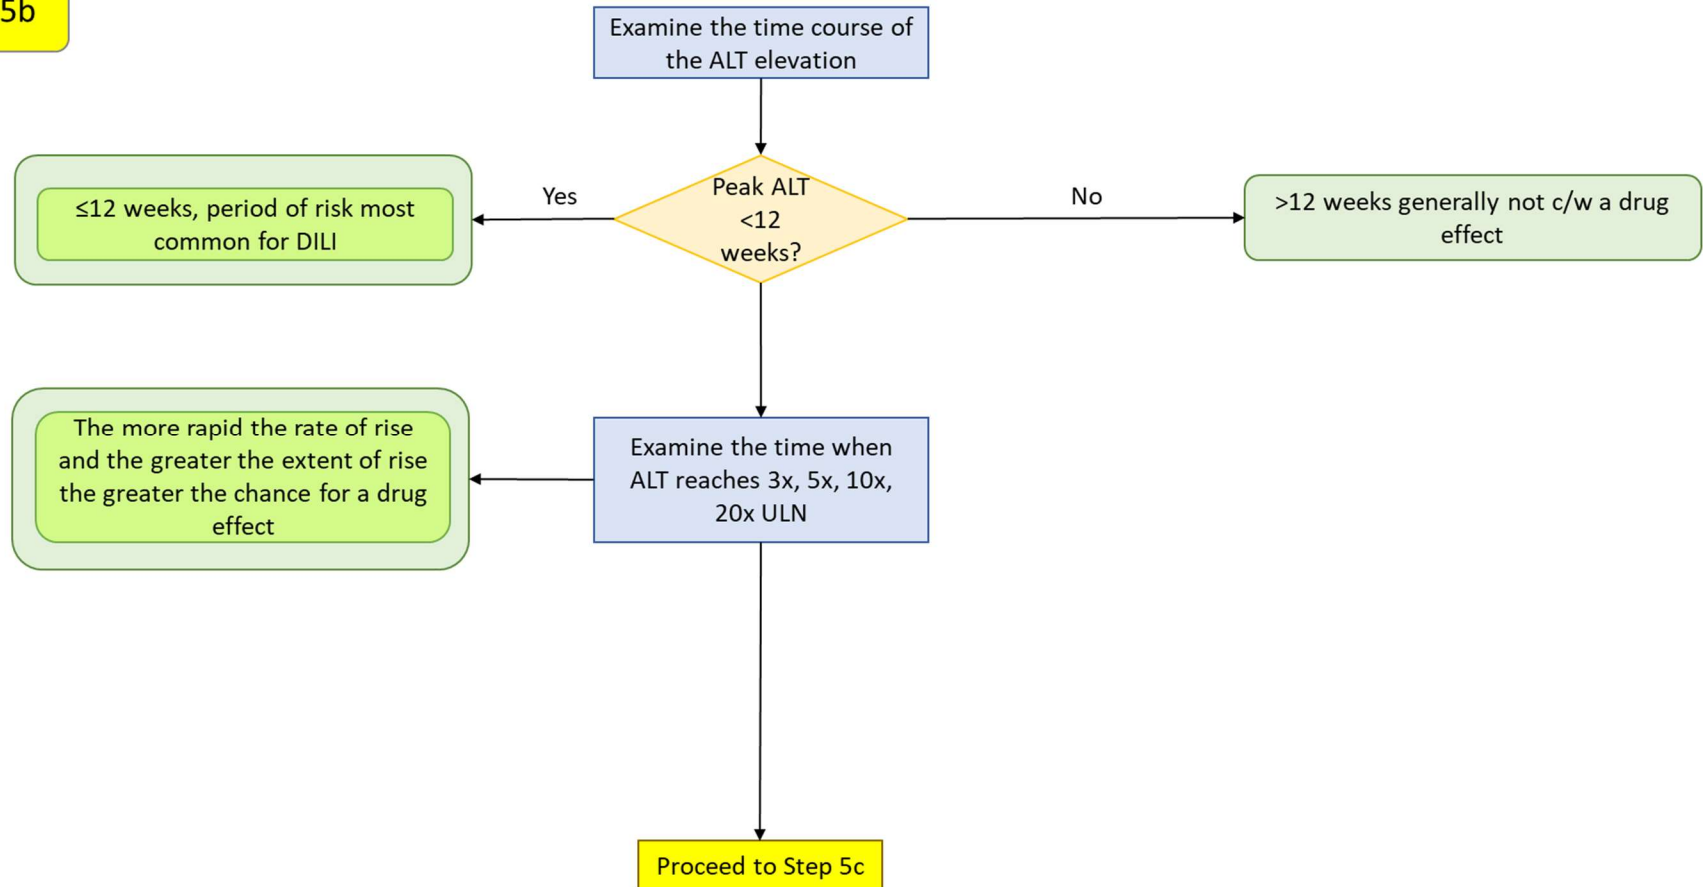 5b
Examine the time course of
the ALT elevation
Peak ALT
<12
weeks?
Yes
No
≤12 weeks, period of risk most
common for DILI
>12 weeks generally not c/w a drug
effect
The more rapid the rate of rise
and the greater the extent of rise
the greater the chance for a drug
effect
Examine the time when
ALT reaches 3x, 5x, 10x,
20x ULN
Proceed to Step 5c